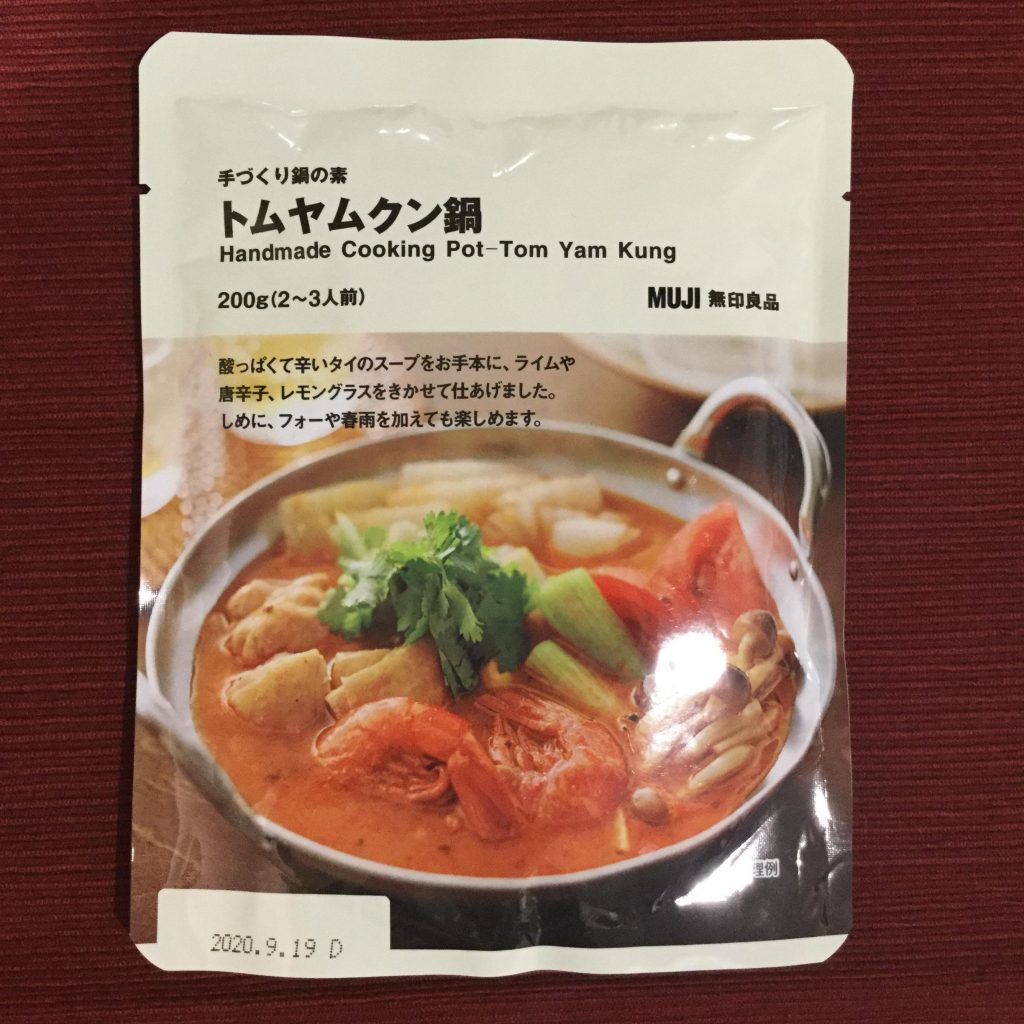 手づくり鍋の素
トムヤムクン鍋
Handmade Cooking Pot-Tom Yam Kung
200g(2〜3人前)
MUJI 無印良品
酸っぱくて辛いタイのスープをお手本に、ライムや
唐辛子、レモングラスをきかせて仕あげました。
しめに、フォーや春雨を加えても楽しめます。
理例
2020.9.19 D